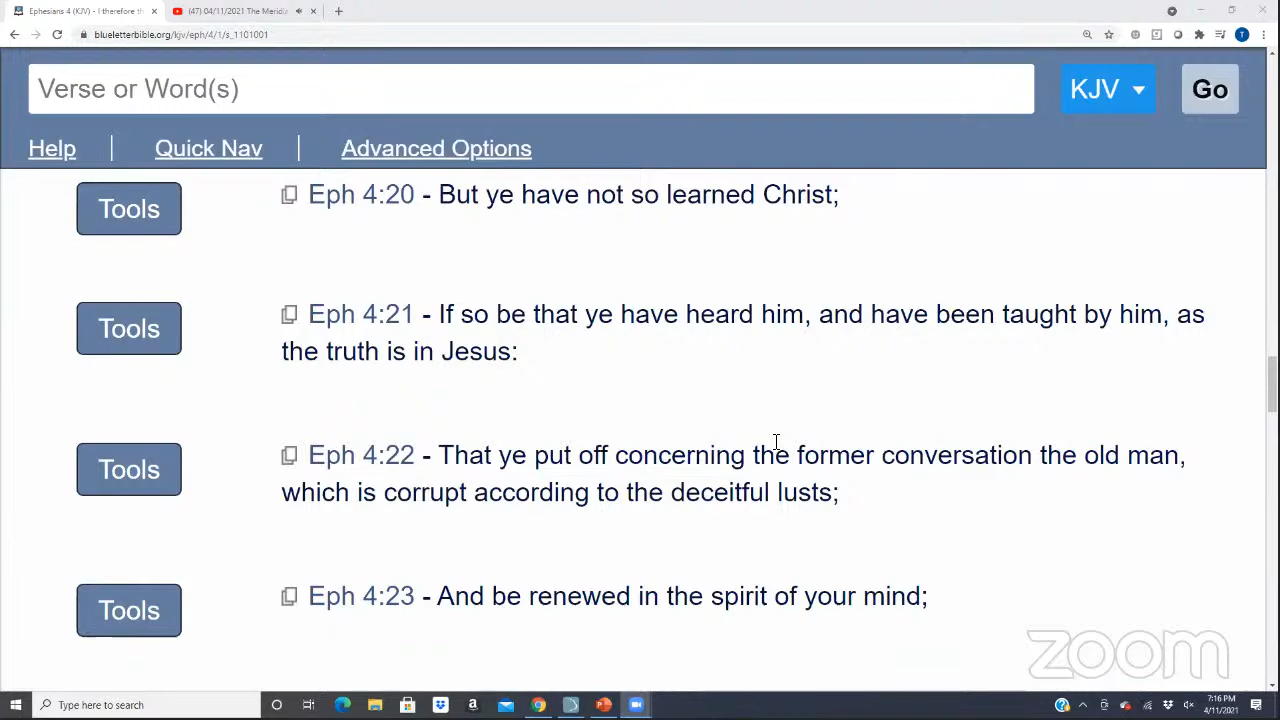 Ephesians 4 (KJV) - I therefore th
(47) 04/11/2021 The Meridi
blueletterbible.org/kjv/eph/4/1/s_1101001
T
Verse or Word(s)
KJV
Go
Help
Quick Nav
Advanced Options
Tools
Eph 4:20 - But ye have not so learned Christ;
Tools
Eph 4:21 - If so be that ye have heard him, and have been taught by him, as
the truth is in Jesus:
Tools
Eph 4:22 - That ye put off concerning the former conversation the old man,
which is corrupt according to the deceitful lusts;
Tools
Eph 4:23 - And be renewed in the spirit of your mind;
zoom
Type here to search
7:16 PM
4/11/2021